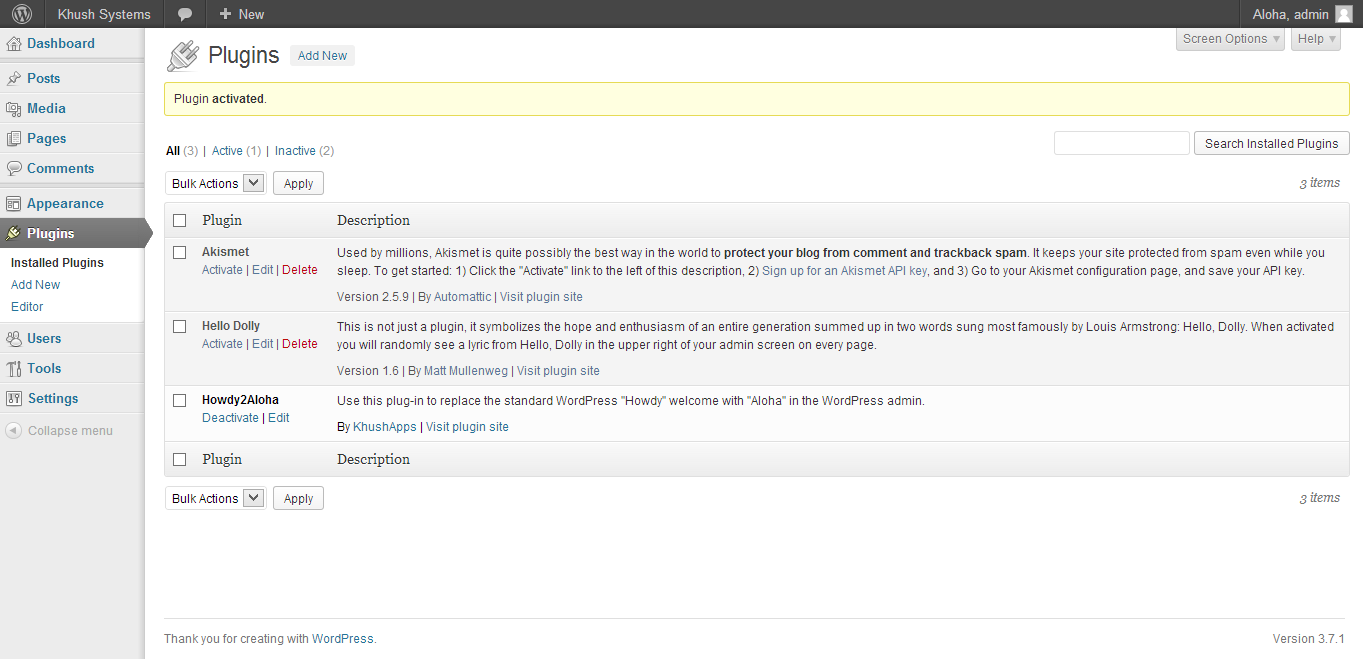 Khush Systems
New
Aloha, admin
Dashboard
Posts
Media
Pages
Comments
Appearance
Plugins
Installed Plugins
Add New
Editor
Users
Tools
Settings
Collapse menu
Screen Options
Help
Plugins
Add New
Plugin activated.
All (3) | Active (1) | Inactive (2)
Search Installed Plugins
Bulk Actions
Apply
3 items
Plugin
Description
Akismet
Activate | Edit | Delete
Used by millions, Akismet is quite possibly the best way in the world to protect your blog from comment and trackback spam. It keeps your site protected from spam even while you
sleep. To get started: 1) Click the "Activate" link to the left of this description, 2) Sign up for an Akismet API key, and 3) Go to your Akismet configuration page, and save your API key.
Version 2.5.9 | By Automattic | Visit plugin site
Hello Dolly
Activate | Edit | Delete
This is not just a plugin, it symbolizes the hope and enthusiasm of an entire generation summed up in two words sung most famously by Louis Armstrong: Hello, Dolly. When activated
you will randomly see a lyric from Hello, Dolly in the upper right of your admin screen on every page.
Version 1.6 | By Matt Mullenweg | Visit plugin site
Howdy2Aloha
Deactivate | Edit
Use this plug-in to replace the standard WordPress "Howdy" welcome with "Aloha" in the WordPress admin.
By KhushApps | Visit plugin site
Plugin
Description
Bulk Actions
Apply
3 items
Thank you for creating with WordPress.
Version 3.7.1